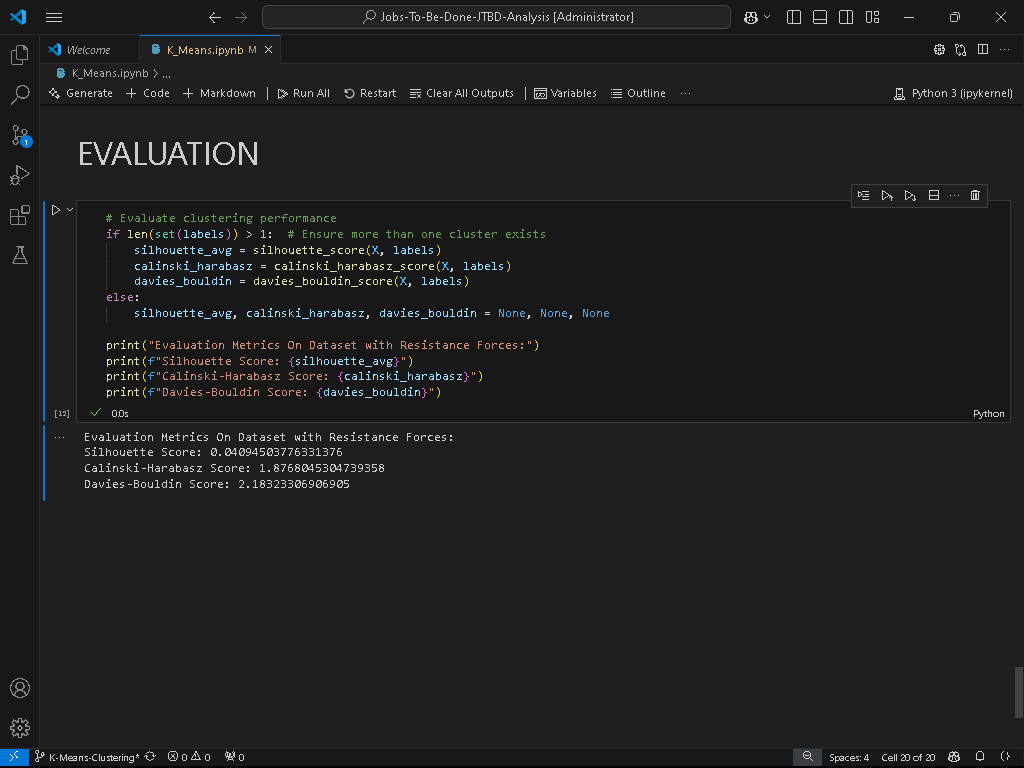 Jobs-To-Be-Done-JTBD-Analysis [Administrator]
Welcome
K_Means.ipynb M
K_Means.ipynb > ...
Generate + Code + Markdown Run All Restart Clear All Outputs Variables Outline ... Python 3 (ipykernel)
1
EVALUATION
# Evaluate clustering performance
if len(set(labels)) > 1:  # Ensure more than one cluster exists
    silhouette_avg = silhouette_score(X, labels)
    calinski_harabasz = calinski_harabasz_score(X, labels)
    davies_bouldin = davies_bouldin_score(X, labels)
else:
    silhouette_avg, calinski_harabasz, davies_bouldin = None, None, None
print("Evaluation Metrics On Dataset with Resistance Forces:")
print(f"Silhouette Score: {silhouette_avg}")
print(f"Calinski-Harabasz Score: {calinski_harabasz}")
print(f"Davies-Bouldin Score: {davies_bouldin}")
[12] 0.0s Python
Evaluation Metrics On Dataset with Resistance Forces:
Silhouette Score: 0.04094503776331376
Calinski-Harabasz Score: 1.8768045304739358
Davies-Bouldin Score: 2.18323306906905
K-Means-Clustering* 0 0 0 Spaces: 4 Cell 20 of 20